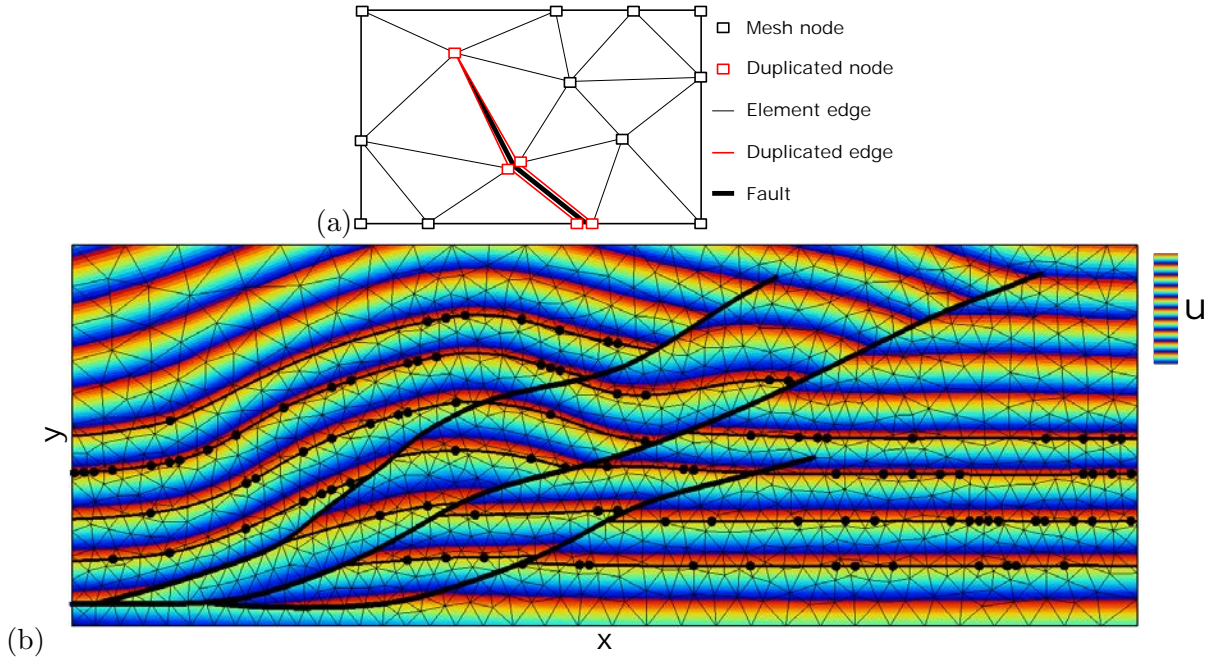 Mesh node
Duplicated node
Element edge
Duplicated edge
Fault
(a)
u
y
x
(b)